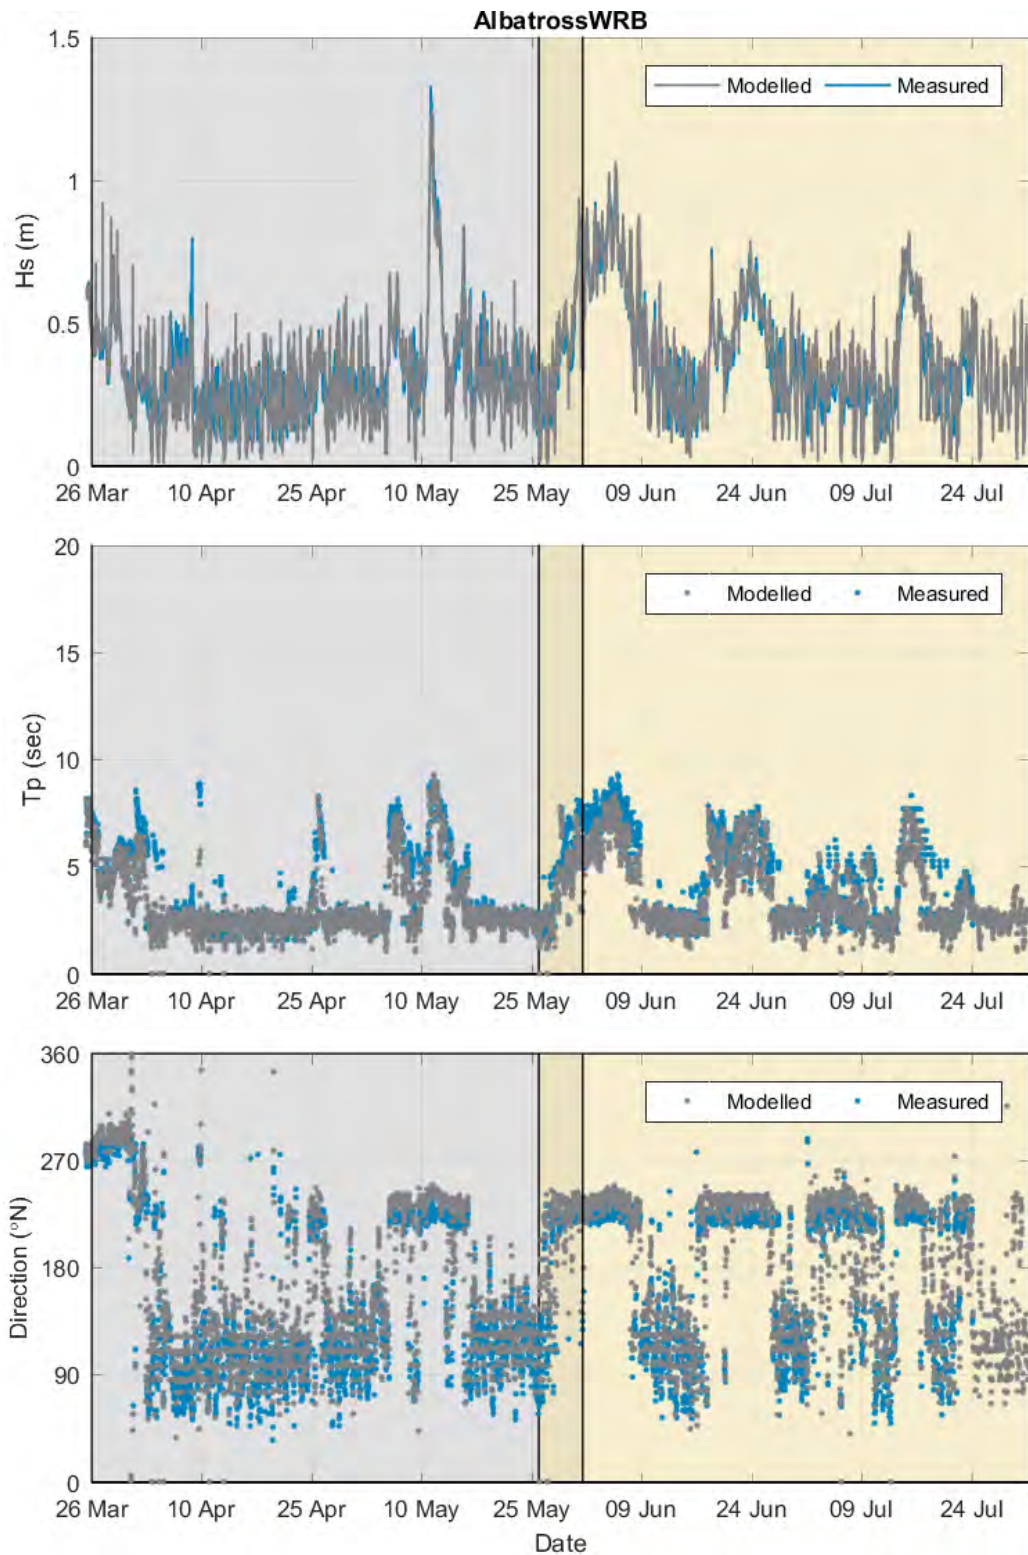 AlbatrossWRB
1.5
Modelled Measured
1
Hs (m)
0.5
0
26 Mar 10 Apr 25 Apr 10 May 25 May 09 Jun 24 Jun 09 Jul 24 Jul
20
Modelled Measured
15
Tp (sec)
10
5
0
26 Mar 10 Apr 25 Apr 10 May 25 May 09 Jun 24 Jun 09 Jul 24 Jul
360
Modelled Measured
270
Direction (°N)
180
90
0
26 Mar 10 Apr 25 Apr 10 May 25 May 09 Jun 24 Jun 09 Jul 24 Jul
Date